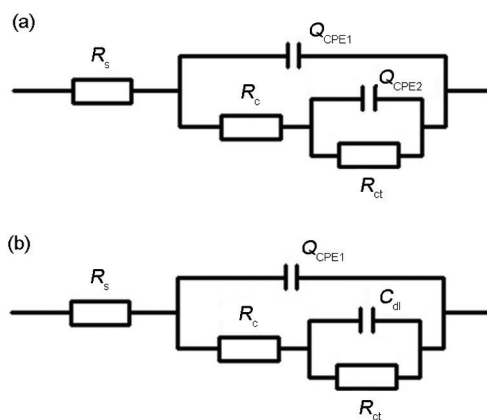 (a)
Q_CPE1
R_s
R_c
Q_CPE2
R_ct
(b)
Q_CPE1
R_s
R_c
C_dl
R_ct